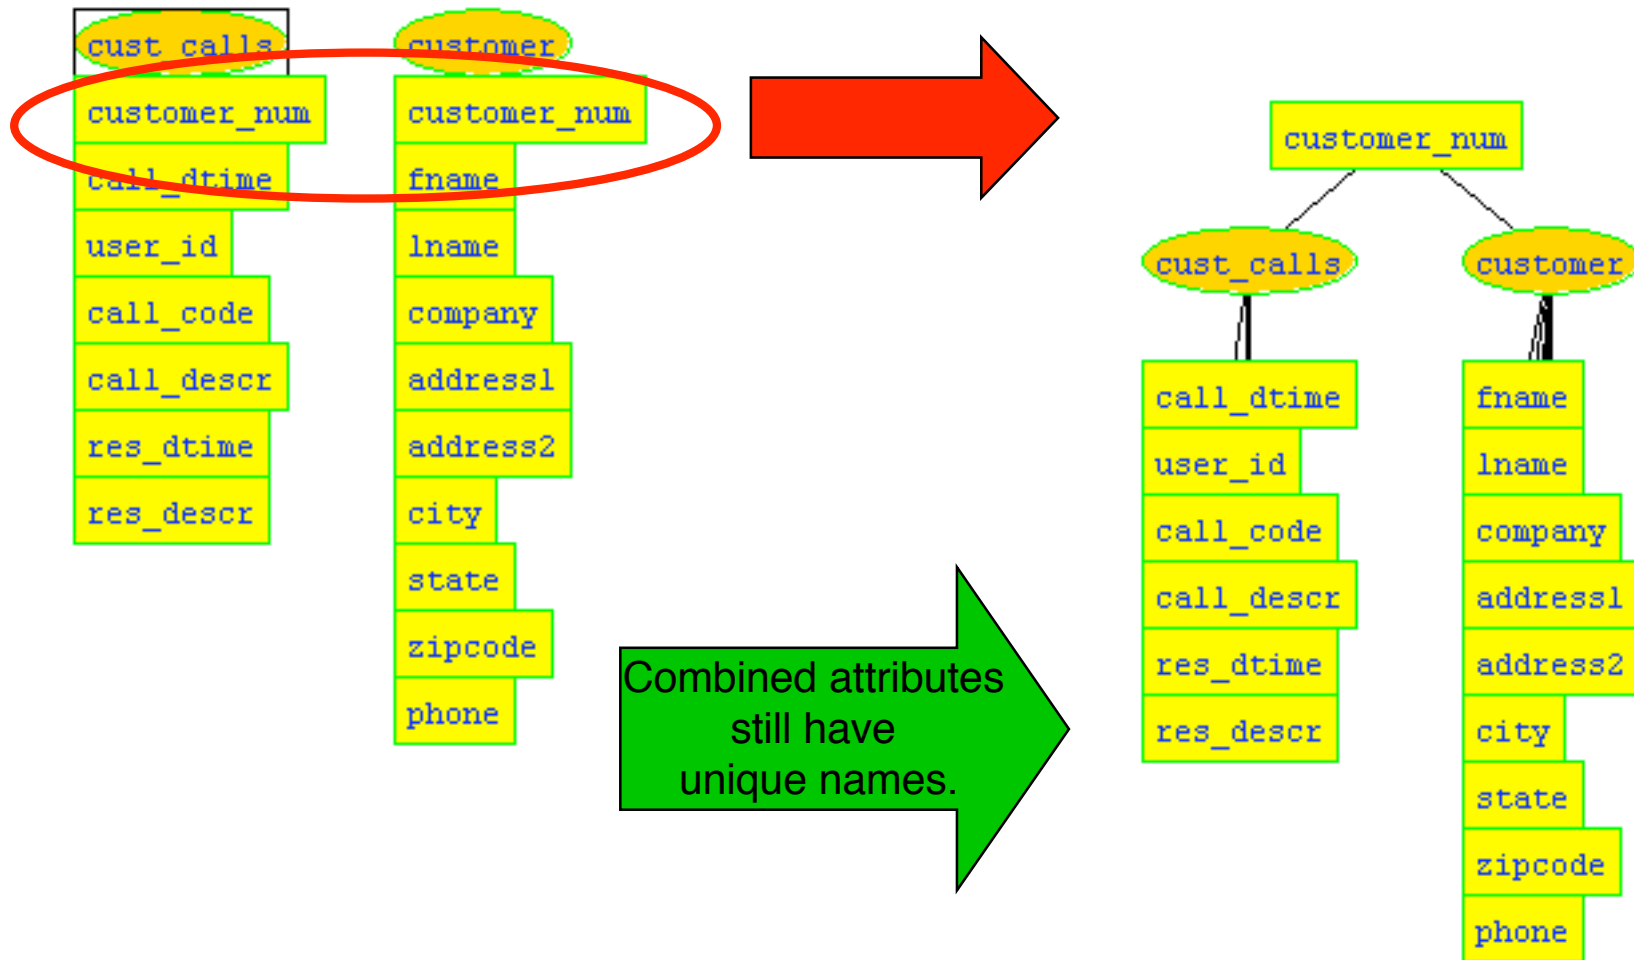 cust_calls
customer_num
call_dtime
user_id
call_code
call_descr
res_dtime
res_descr
customer
customer_num
fname
lname
company
address1
address2
city
state
zipcode
phone
Combined attributes
still have
unique names.
customer_num
cust_calls
call_dtime
user_id
call_code
call_descr
res_dtime
res_descr
customer
fname
lname
company
address1
address2
city
state
zipcode
phone